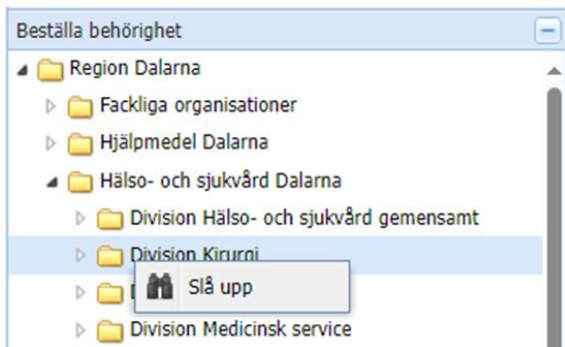 Beställa behörighet
Region Dalarna
Fackliga organisationer
Hjälpmedel Dalarna
Hälso- och sjukvård Dalarna
Division Hälso- och sjukvård gemensamt
Division Kirurgi
Slå upp
Division Medicinsk service